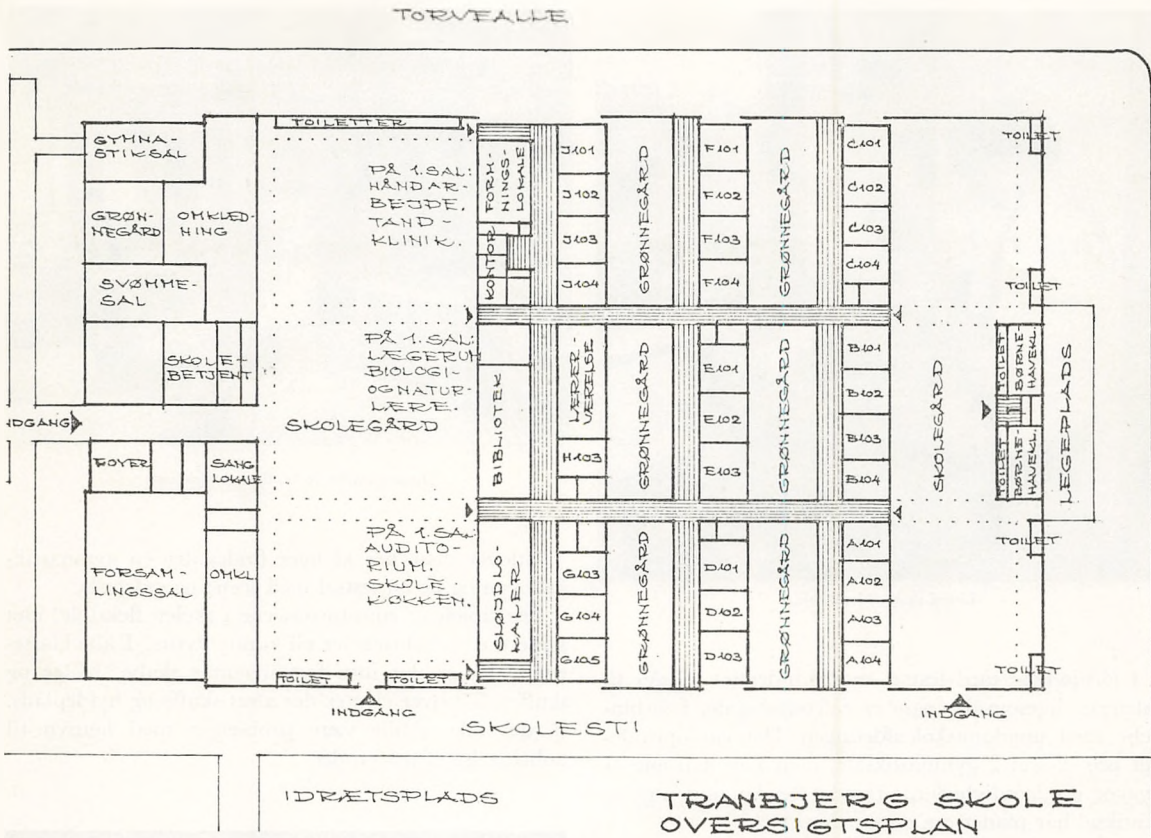 TORVEALLE
TOILETTER
GYMNA-
STIKSAL
GRØN-
NEGÅRD
OMKLÆD-
NING
SVØMME-
SAL
SKOLE-
BETJENT
INDGANG
FOYER
SANG
LOKALE
FORSAM-
LINGSSAL
OMKL.
SKOLEGÅRD
PÅ 1. SAL:
HÅNDAR-
BEJDE.
TAND-
KLINIK.
PÅ 1. SAL:
LÆGERUM
BIOLOGI-
OGNATUR-
LÆRE.
PÅ 1. SAL:
AUDITO-
RIUM.
SKOLE-
KØKKEN.
FORM-
NINGS-
LOKALE
KONTOR
BIBLIOTEK
SLØJDLO-
KALER
J101
J102
J103
J104
LÆRER-
VÆRELSE
H103
G103
G104
G105
GRØNNEGÅRD
GRØNNEGÅRD
GRØNNEGÅRD
F101
F102
F103
F104
E101
E102
E103
D101
D102
D103
GRØNNEGÅRD
GRØNNEGÅRD
GRØNNEGÅRD
C101
C102
C103
C104
B101
B102
B103
B104
A101
A102
A103
A104
SKOLEGÅRD
TOILET
TOILET
TOILET
BØRNE-
HAVEKL.
TOILET
BØRNE-
HAVEKL.
LEGEPLADS
TOILET
TOILET
TOILET
TOILET
INDGANG
INDGANG
SKOLESTI
IDRÆTSPLADS
TRANBJERG SKOLE
OVERSIGTSPLAN